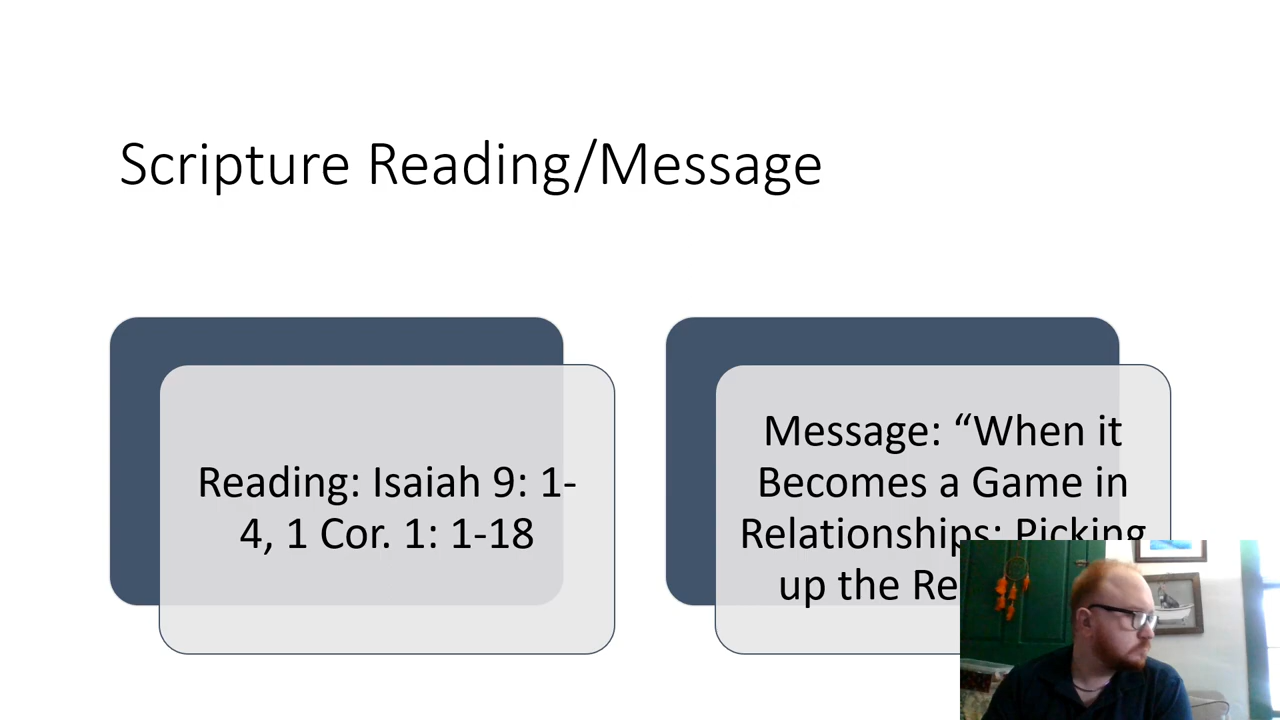 Scripture Reading/Message
Reading: Isaiah 9: 1-
4, 1 Cor. 1: 1-18
Message: “When it
Becomes a Game in
Relationships: Picking
up the